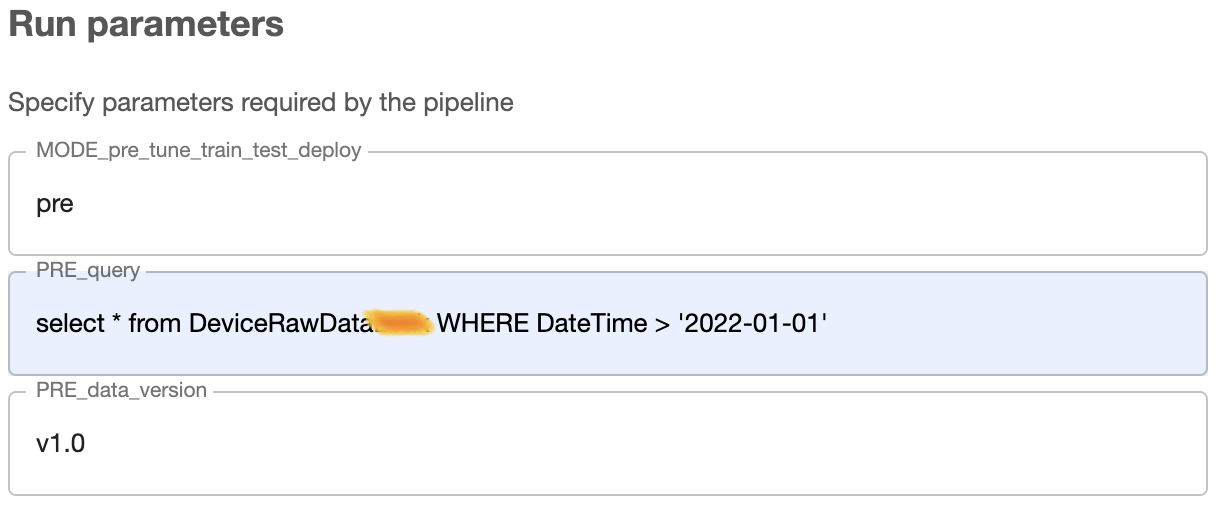 Run parameters
Specify parameters required by the pipeline
MODE_pre_tune_train_test_deploy
pre
PRE_query
select * from DeviceRawData WHERE DateTime > '2022-01-01'
PRE_data_version
v1.0